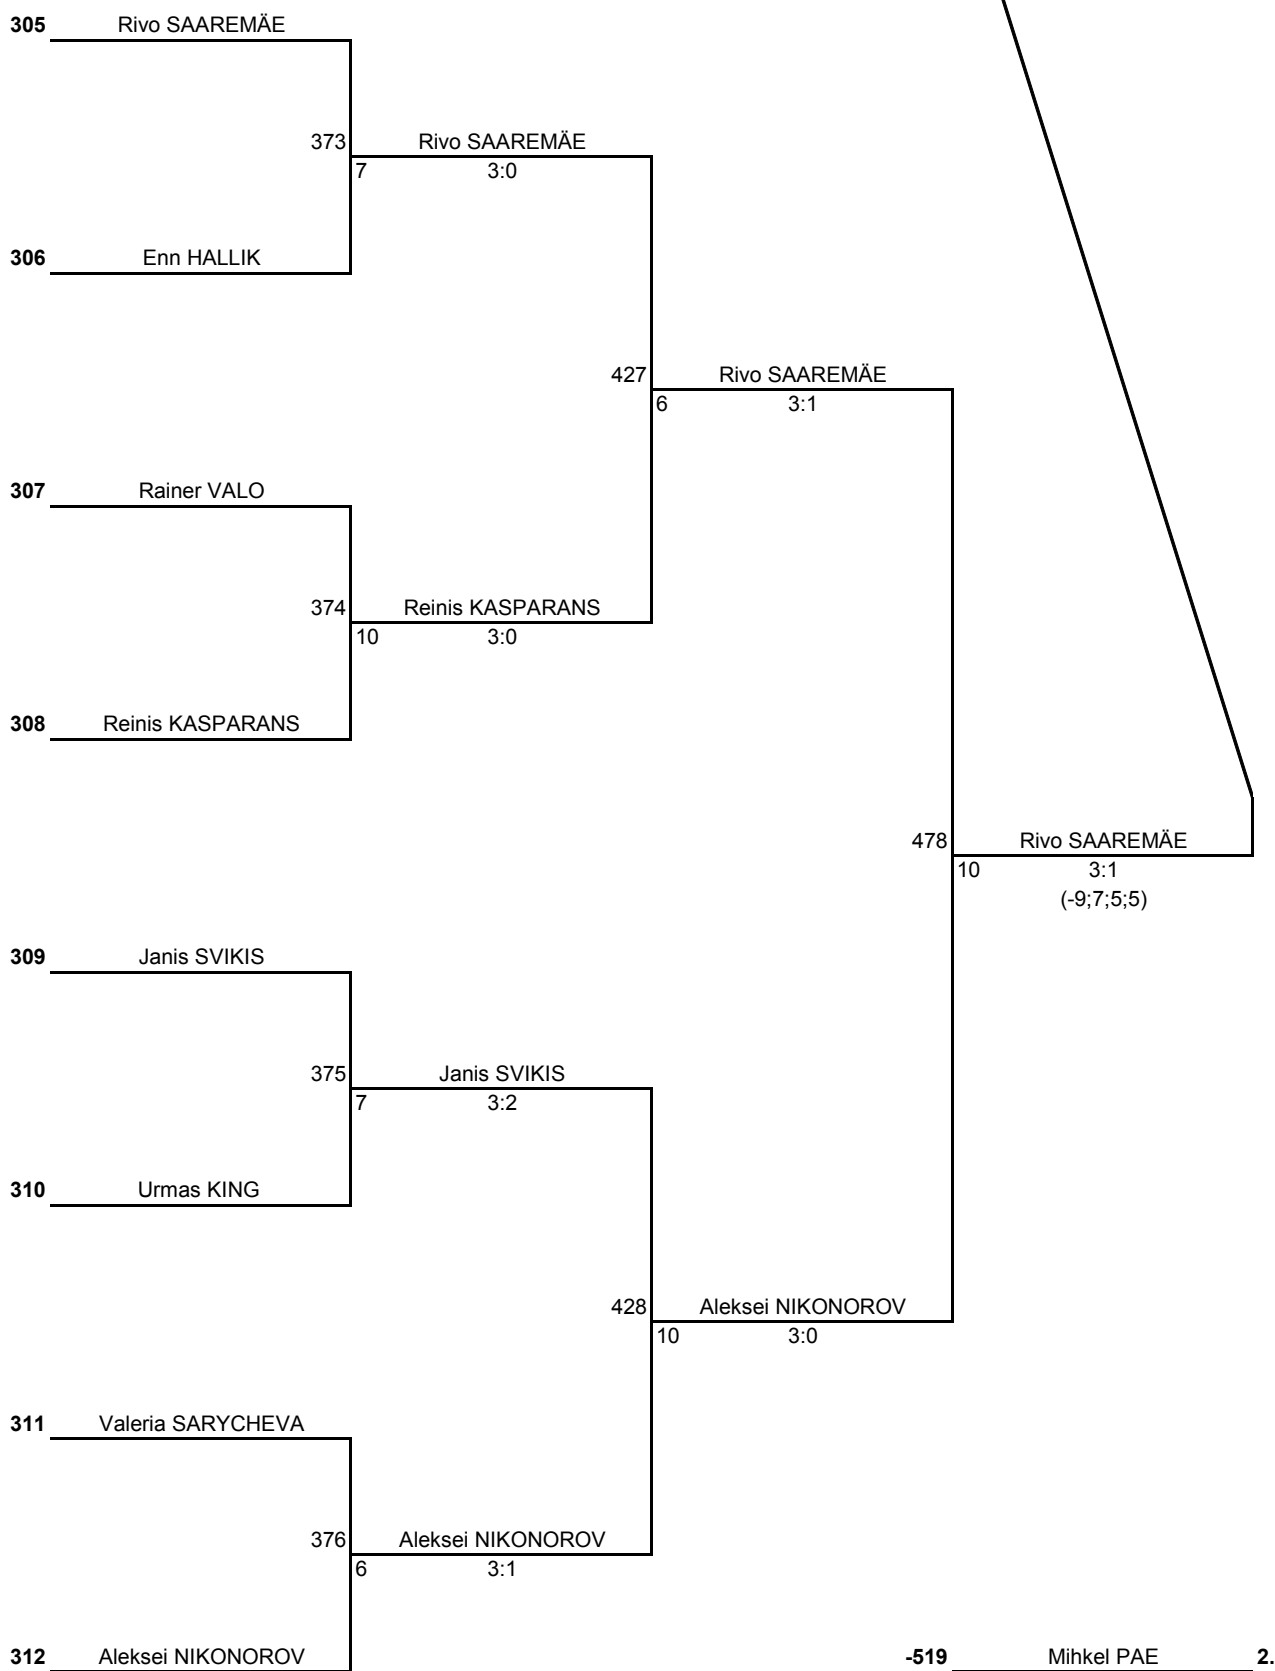 305 Rivo SAAREMÄE
373 Rivo SAAREMÄE
7 3:0
306 Enn HALLIK
427 Rivo SAAREMÄE
6 3:1
307 Rainer VALO
374 Reinis KASPARANS
10 3:0
308 Reinis KASPARANS
478 Rivo SAAREMÄE
10 3:1
(-9;7;5;5)
309 Janis SVIKIS
375 Janis SVIKIS
7 3:2
310 Urmas KING
428 Aleksei NIKONOROV
10 3:0
311 Valeria SARYCHEVA
376 Aleksei NIKONOROV
6 3:1
312 Aleksei NIKONOROV
-519 Mihkel PAE 2.